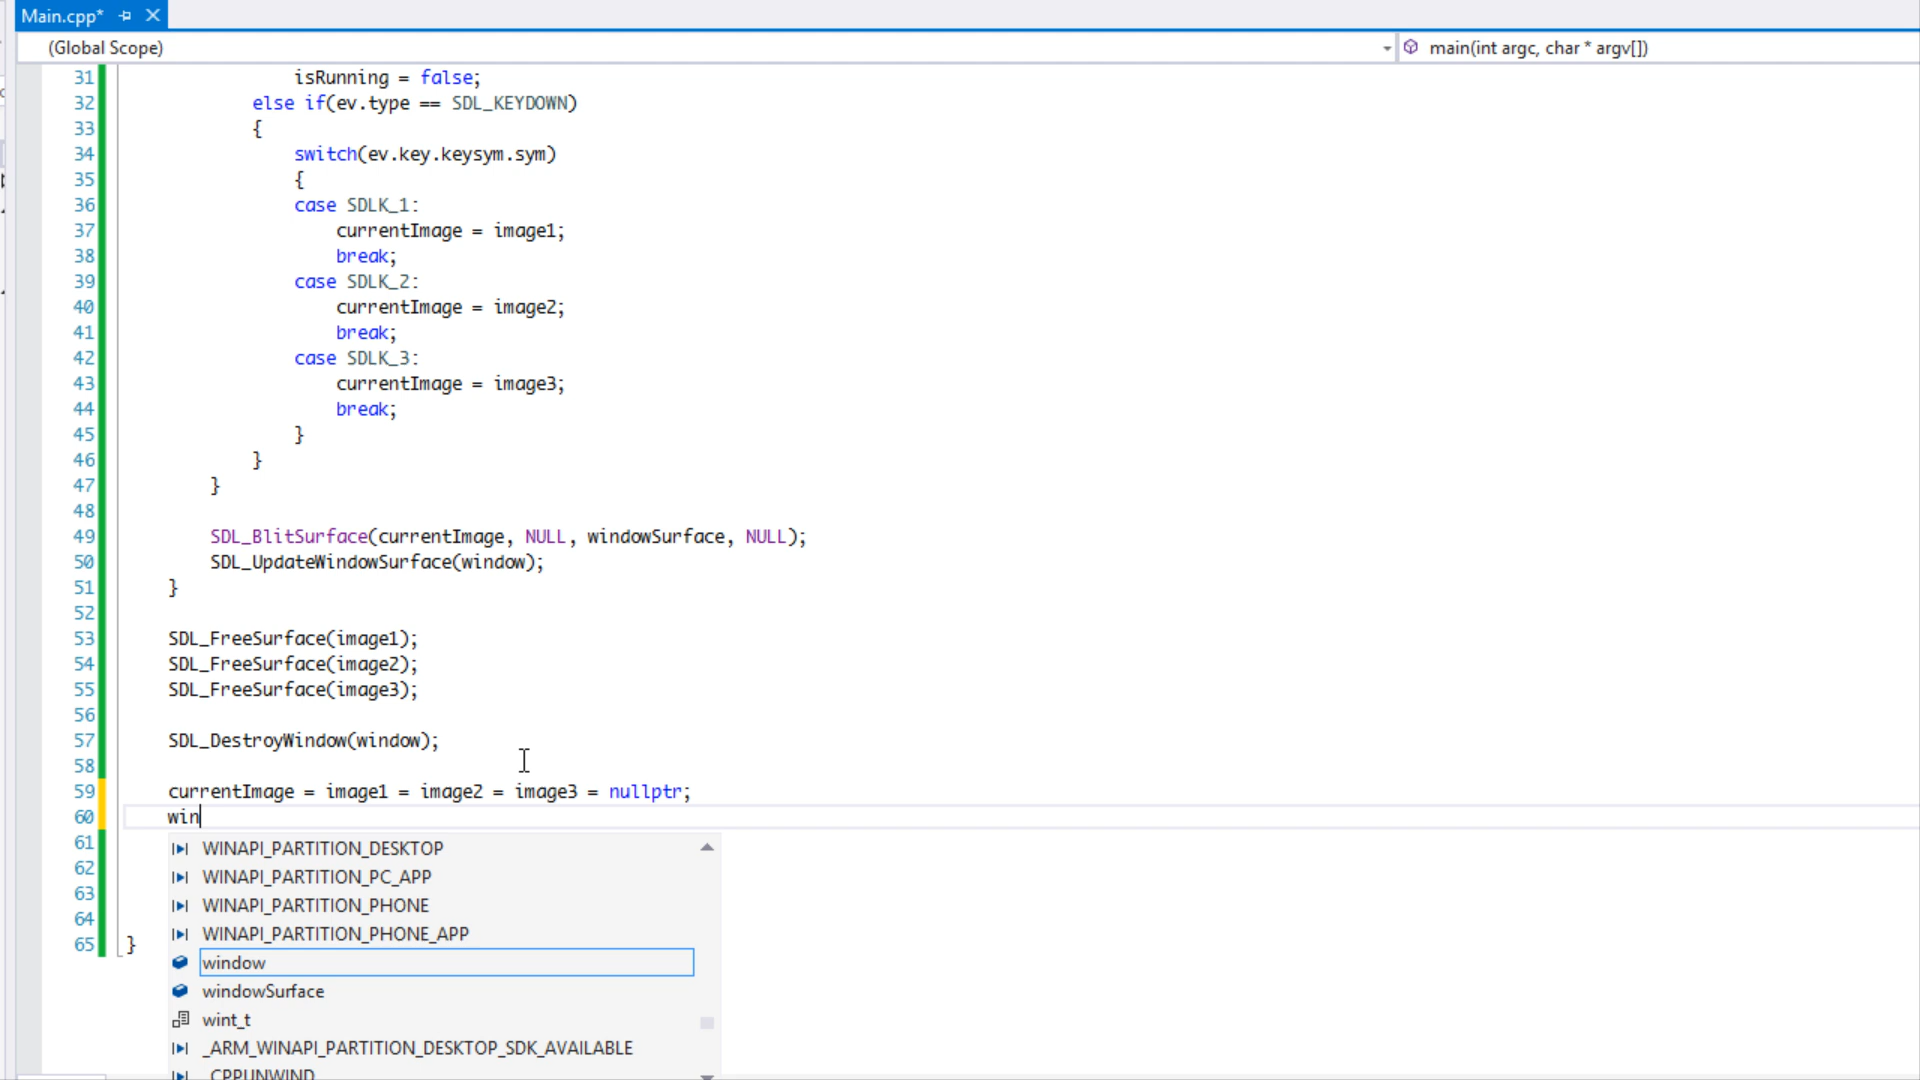 Main.cpp*
(Global Scope)
main(int argc, char * argv[])
31 isRunning = false;
32 else if(ev.type == SDL_KEYDOWN)
33 {
34 switch(ev.key.keysym.sym)
35 {
36 case SDLK_1:
37 currentImage = image1;
38 break;
39 case SDLK_2:
40 currentImage = image2;
41 break;
42 case SDLK_3:
43 currentImage = image3;
44 break;
45 }
46 }
47 }
48
49 SDL_BlitSurface(currentImage, NULL, windowSurface, NULL);
50 SDL_UpdateWindowSurface(window);
51 }
52
53 SDL_FreeSurface(image1);
54 SDL_FreeSurface(image2);
55 SDL_FreeSurface(image3);
56
57 SDL_DestroyWindow(window);
58
59 currentImage = image1 = image2 = image3 = nullptr;
60 win
61 WINAPI_PARTITION_DESKTOP
62 WINAPI_PARTITION_PC_APP
63 WINAPI_PARTITION_PHONE
64 WINAPI_PARTITION_PHONE_APP
65 }
window
windowSurface
wint_t
_ARM_WINAPI_PARTITION_DESKTOP_SDK_AVAILABLE
_CPPUNWIND